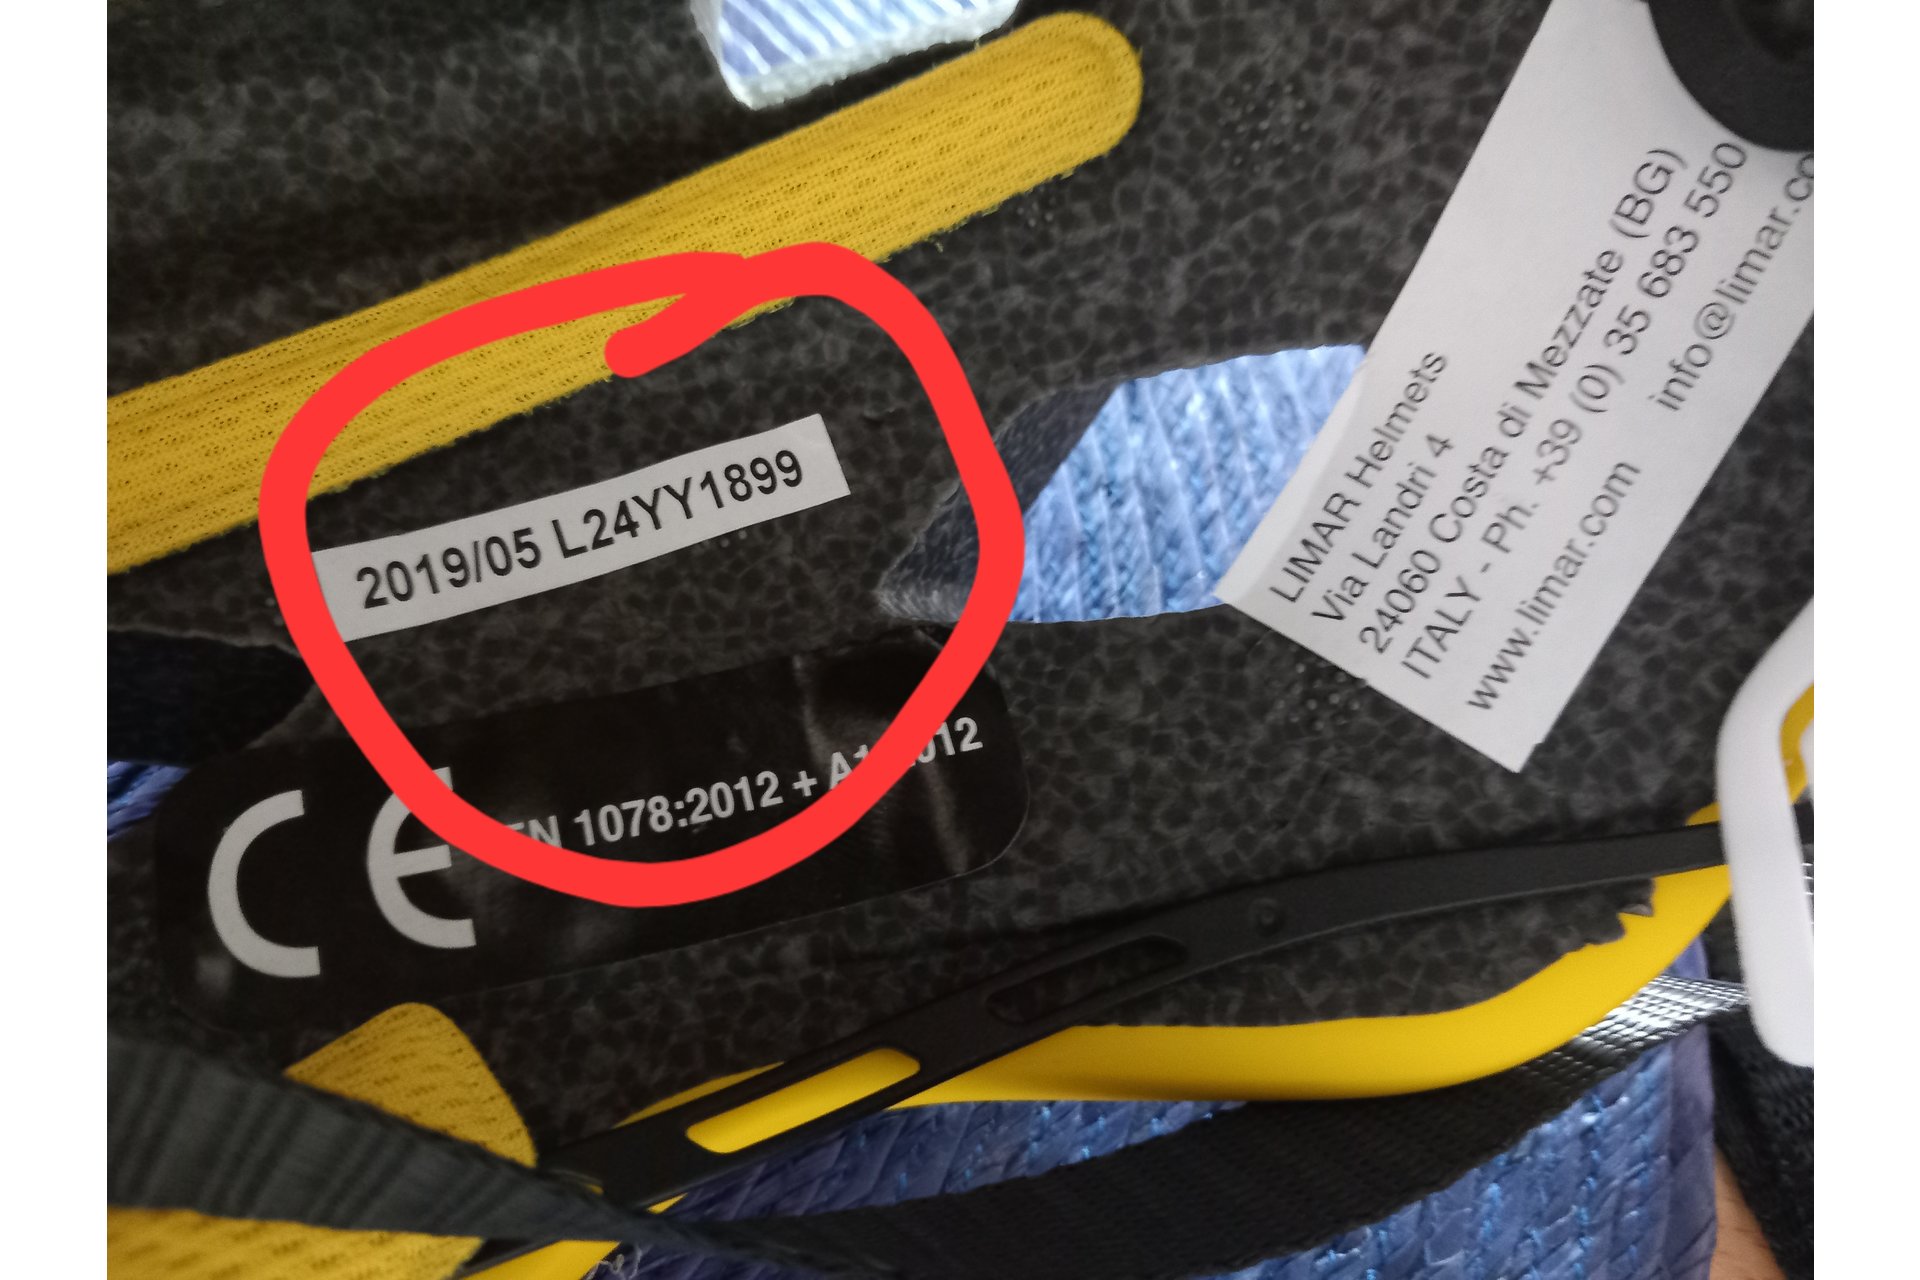 2019/05 L24YY1899
CE
EN 1078:2012 + A1:2012
LIMAR Helmets
Via Landri 4
24060 Costa di Mezzate (BG)
ITALY - Ph. +39 (0) 35 683 550
www.limar.com info@limar.co